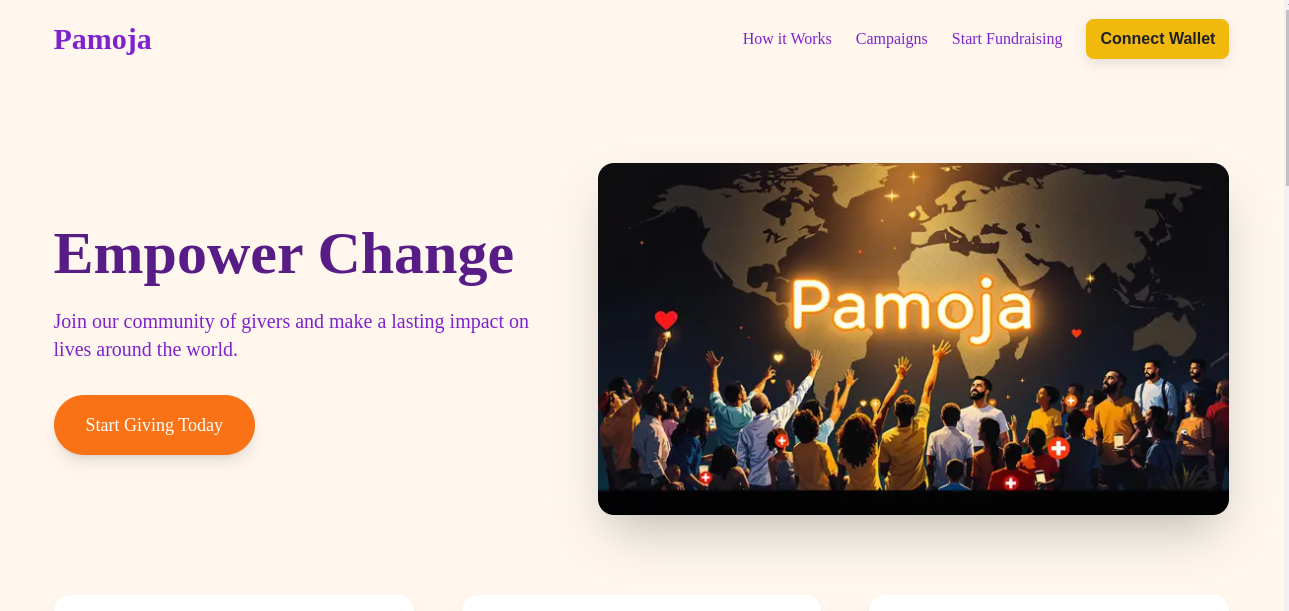 Pamoja
How it Works
Campaigns
Start Fundraising
Connect Wallet
Empower Change
Join our community of givers and make a lasting impact on
lives around the world.
Start Giving Today
Pamoja